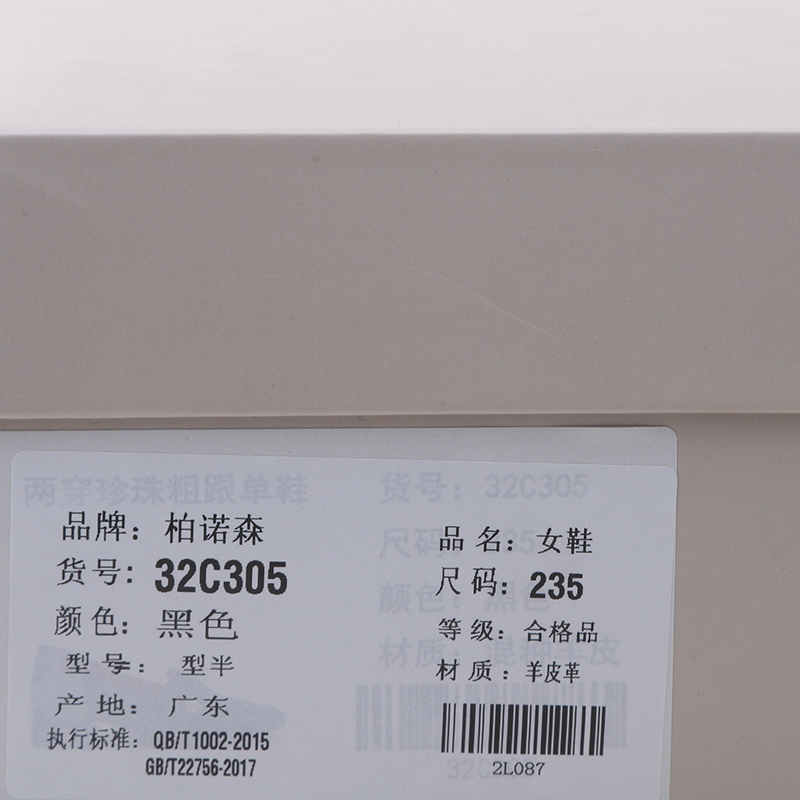 两穿珍珠粗跟单鞋
货号：32C305
品牌：柏诺森
品名：女鞋
货号：32C305
尺码：235
颜色：黑色
等级：合格品
型号：型半
材质：羊皮革
产地：广东
执行标准：QB/T1002-2015
GB/T22756-2017
2L087